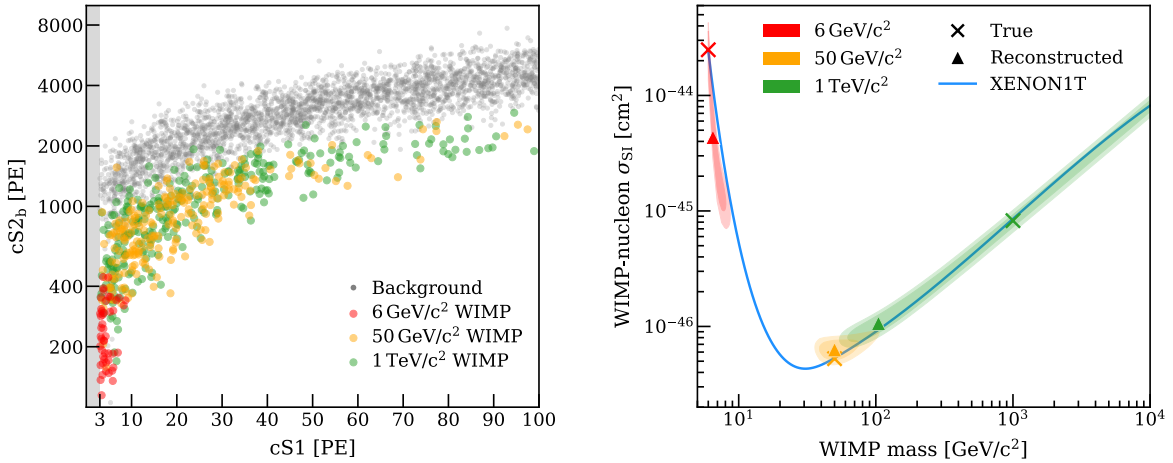 8000
4000
2000
1000
400
200
cS2b [PE]
3 10 20 30 40 50 60 70 80 90 100
cS1 [PE]
Background
6 GeV/c² WIMP
50 GeV/c² WIMP
1 TeV/c² WIMP
6 GeV/c²
50 GeV/c²
1 TeV/c²
True
Reconstructed
XENON1T
10⁻⁴⁴
10⁻⁴⁵
10⁻⁴⁶
WIMP-nucleon σSI [cm²]
10¹ 10² 10³ 10⁴
WIMP mass [GeV/c²]